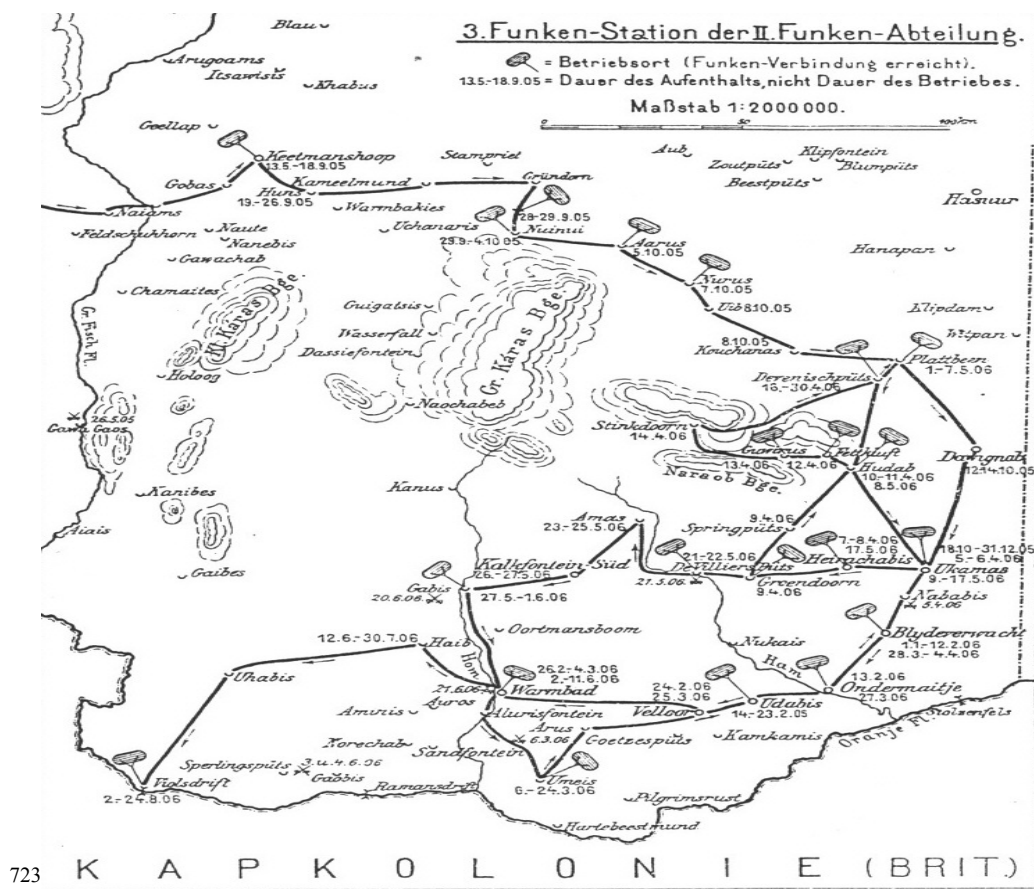 Blau
3. Funken-Station der II. Funken-Abteilung.
= Betriebsort (Funken-Verbindung erreicht).
13.5.-18.9.05 = Dauer des Aufenthalts, nicht Dauer des Betriebes.
Maßstab 1:2000000.
0 50 100 km
Arugoams
Itsawisis
Khabus
Geellap
Keetmanshoop
13.5.-18.9.05
Stampriet
Aub
Zoutpüts
Klipfontein
Blumpüts
Beestpüts
Hasuur
Gobas
Huns
19.-26.9.05
Kameelmund
Gründorn
28.-29.9.05
Naiams
Warmbakies
Feldschuhhorn
Naute
Nanebis
Uchanaris
Nuinui
29.9.-4.10.05
Aarus
5.10.05
Hanapan
Gawachab
Chamaites
Nurus
7.10.05
Guigatsis
Uib 8.10.05
Klipdam
Gr. Fisch Fl.
Kl. Karas Bge.
Gr. Karas Bge.
Wasserfall
Dassiefontein
8.10.05
Kouchanas
Witpan
Plattbeen
1.-7.5.06
Holoog
Derenischpüts
16.-30.4.06
Naochabeb
26.5.05
Stinkdoorn
14.4.06
13.4.06
Fettkluft
12.4.06
Hudab
10.-11.4.06
8.5.06
12.14.10.05
Naraob Bge.
Kanibes
Kanus
Aiais
Amas
23.-25.5.06
9.4.06
Springpüts
7.-8.4.06
17.5.06
Heirachabis
18.10.-31.12.05
5.-6.4.06
Ukamas
9.-17.5.06
Gaibes
Kalkfontein Süd
26.-27.5.06
21.-22.5.06
De Villiers Püts
21.5.06
Groendoorn
9.4.06
Gabis
20.6.06
27.5.-1.6.06
Nababis
5.4.06
Oortmansboom
Nukais
Blydeverwacht
1.1.-12.2.06
28.3.-4.4.06
12.6.-30.7.06
Haib
Hom
Ham
Uhabis
21.6.06
26.2.-4.3.06
2.-11.6.06
Warmbad
24.2.06
25.3.06
Velloor
13.2.06
27.3.06
Ondermaitje
Udabis
14.-23.2.05
Stolzenfels
Auros
Aminis
Alurisfontein
Arus
6.3.06
Goetzespüts
Kamkamis
Oranje Fl.
Korechab
Sandfontein
Sperlingspüts
3. u. 4.6.06
Gabbis
Violsdrift
2.-24.8.06
Ramansdrift
Umeis
6.-24.3.06
Pilgrimsrust
Hartebeestmund
723
KAPKOLONIE (BRIT.)